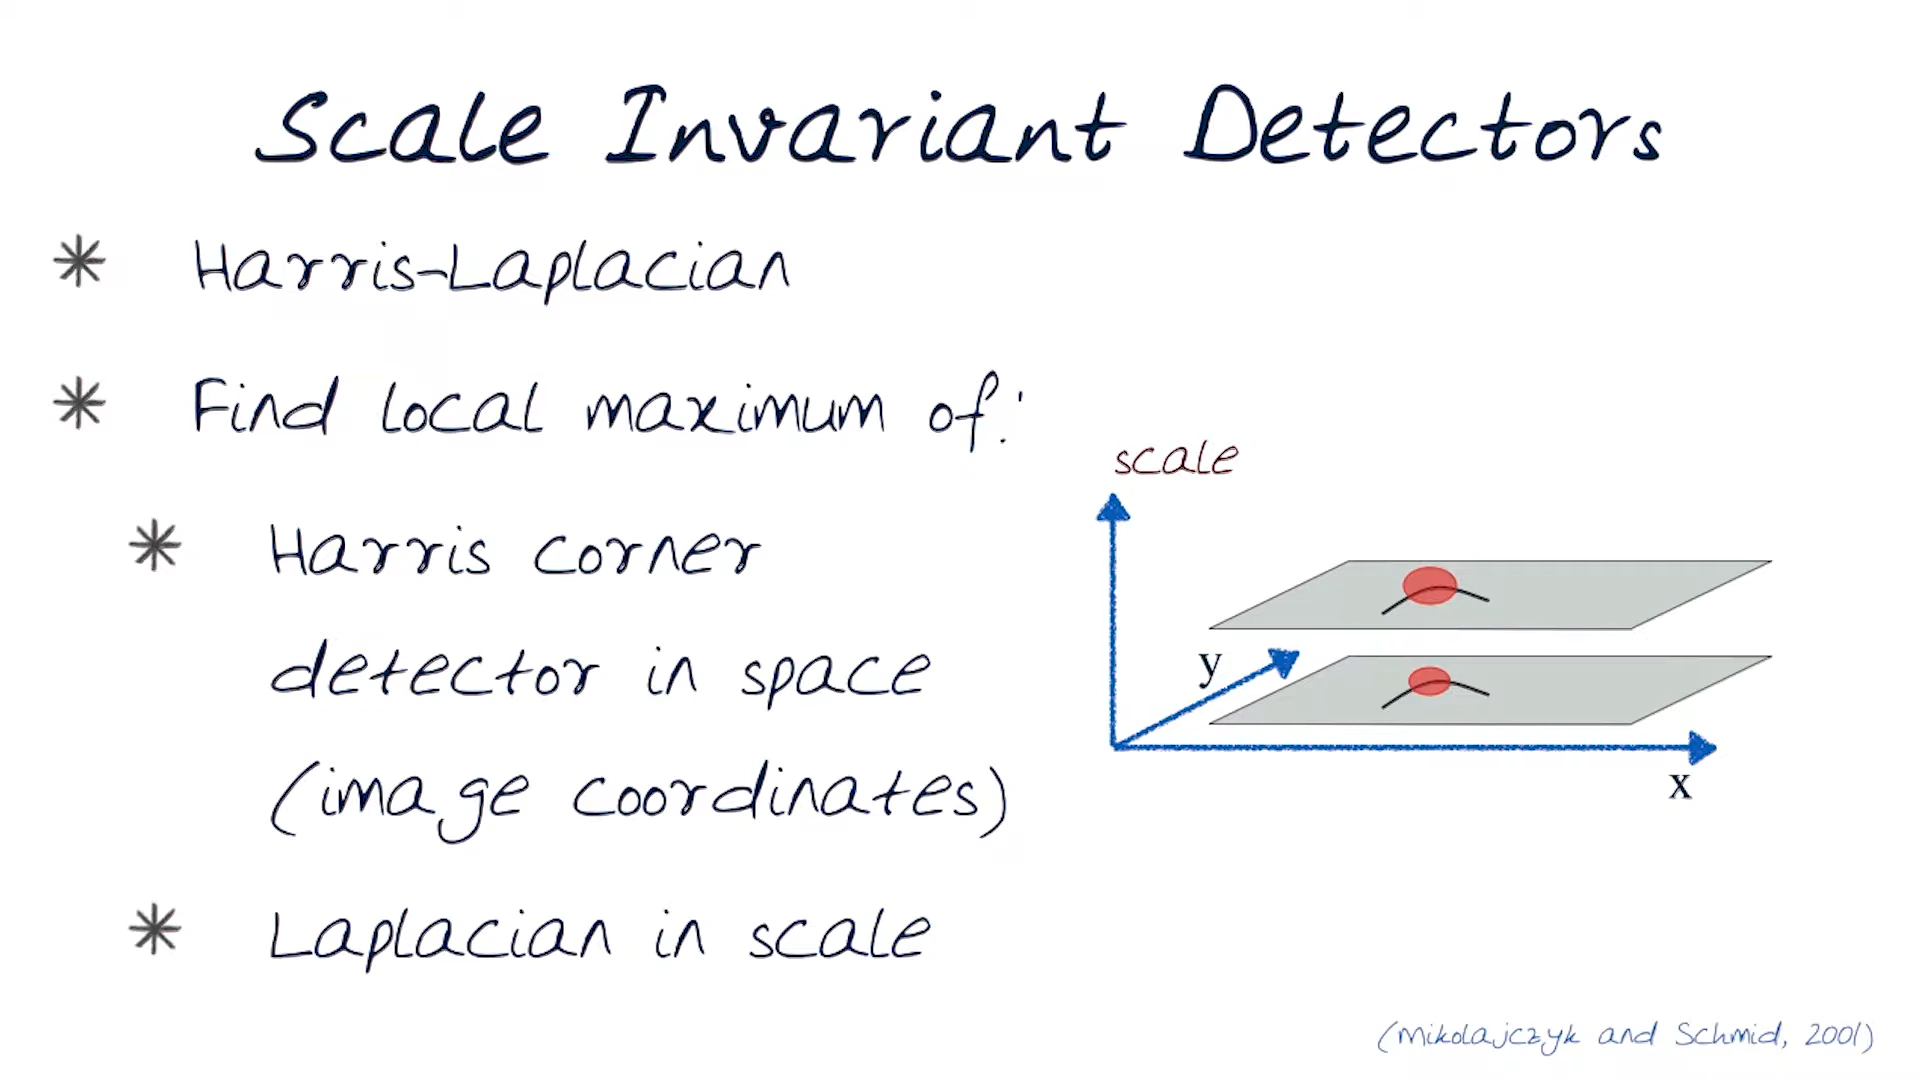 Scale Invariant Detectors
* Harris-Laplacian
* Find local maximum of:
* Harris corner
detector in space
(image coordinates)
* Laplacian in scale
scale
y
x
(Mikolajczyk and Schmid, 2001)